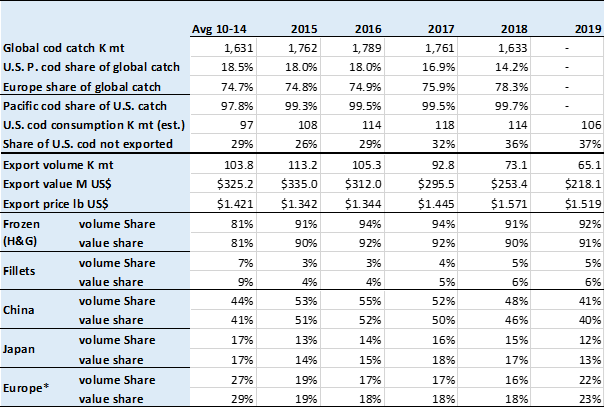 Avg 10-14 2015 2016 2017 2018 2019
Global cod catch K mt 1,631 1,762 1,789 1,761 1,633 -
U.S. P. cod share of global catch 18.5% 18.0% 18.0% 16.9% 14.2% -
Europe share of global catch 74.7% 74.8% 74.9% 75.9% 78.3% -
Pacific cod share of U.S. catch 97.8% 99.3% 99.5% 99.5% 99.7% -
U.S. cod consumption K mt (est.) 97 108 114 118 114 106
Share of U.S. cod not exported 29% 26% 29% 32% 36% 37%
Export volume K mt 103.8 113.2 105.3 92.8 73.1 65.1
Export value M US$ $325.2 $335.0 $312.0 $295.5 $253.4 $218.1
Export price lb US$ $1.421 $1.342 $1.344 $1.445 $1.571 $1.519
Frozen volume Share 81% 91% 94% 94% 91% 92%
(H&G) value share 81% 90% 92% 92% 90% 91%
Fillets volume Share 7% 3% 3% 4% 5% 5%
value share 9% 4% 4% 5% 6% 6%
China volume Share 44% 53% 55% 52% 48% 41%
value share 41% 51% 52% 50% 46% 40%
Japan volume Share 17% 13% 14% 16% 15% 12%
value share 17% 14% 15% 18% 17% 13%
Europe* volume Share 27% 19% 17% 17% 16% 22%
value share 29% 19% 18% 18% 18% 23%